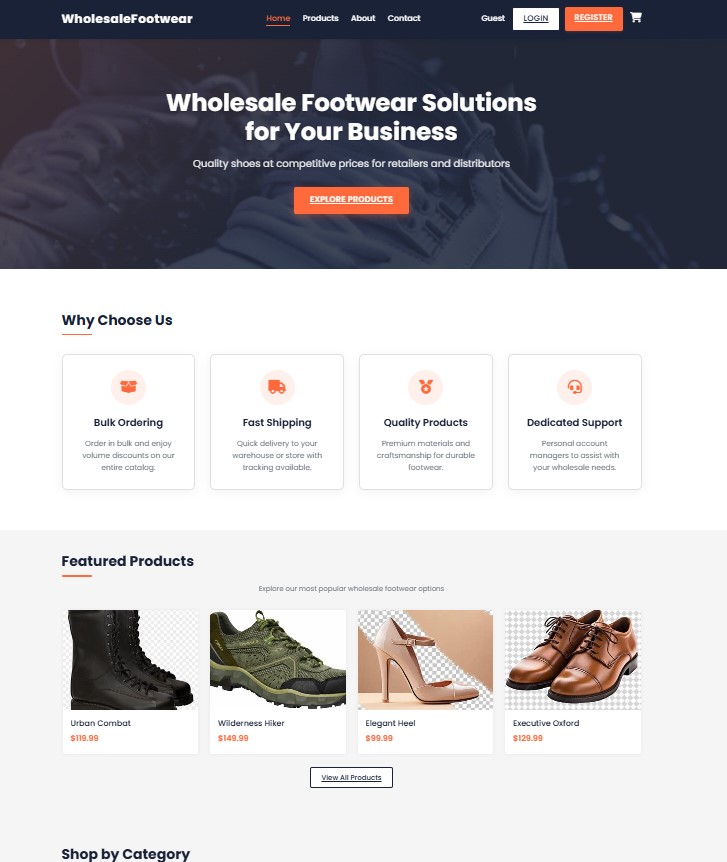 WholesaleFootwear
Home Products About Contact
Guest LOGIN REGISTER
Wholesale Footwear Solutions
for Your Business
Quality shoes at competitive prices for retailers and distributors
EXPLORE PRODUCTS
Why Choose Us
Bulk Ordering
Order in bulk and enjoy
volume discounts on our
entire catalog.
Fast Shipping
Quick delivery to your
warehouse or store with
tracking available.
Quality Products
Premium materials and
craftsmanship for durable
footwear.
Dedicated Support
Personal account
managers to assist with
your wholesale needs.
Featured Products
Explore our most popular wholesale footwear options
Urban Combat
$119.99
Wilderness Hiker
$149.99
Elegant Heel
$99.99
Executive Oxford
$129.99
View All Products
Shop by Category